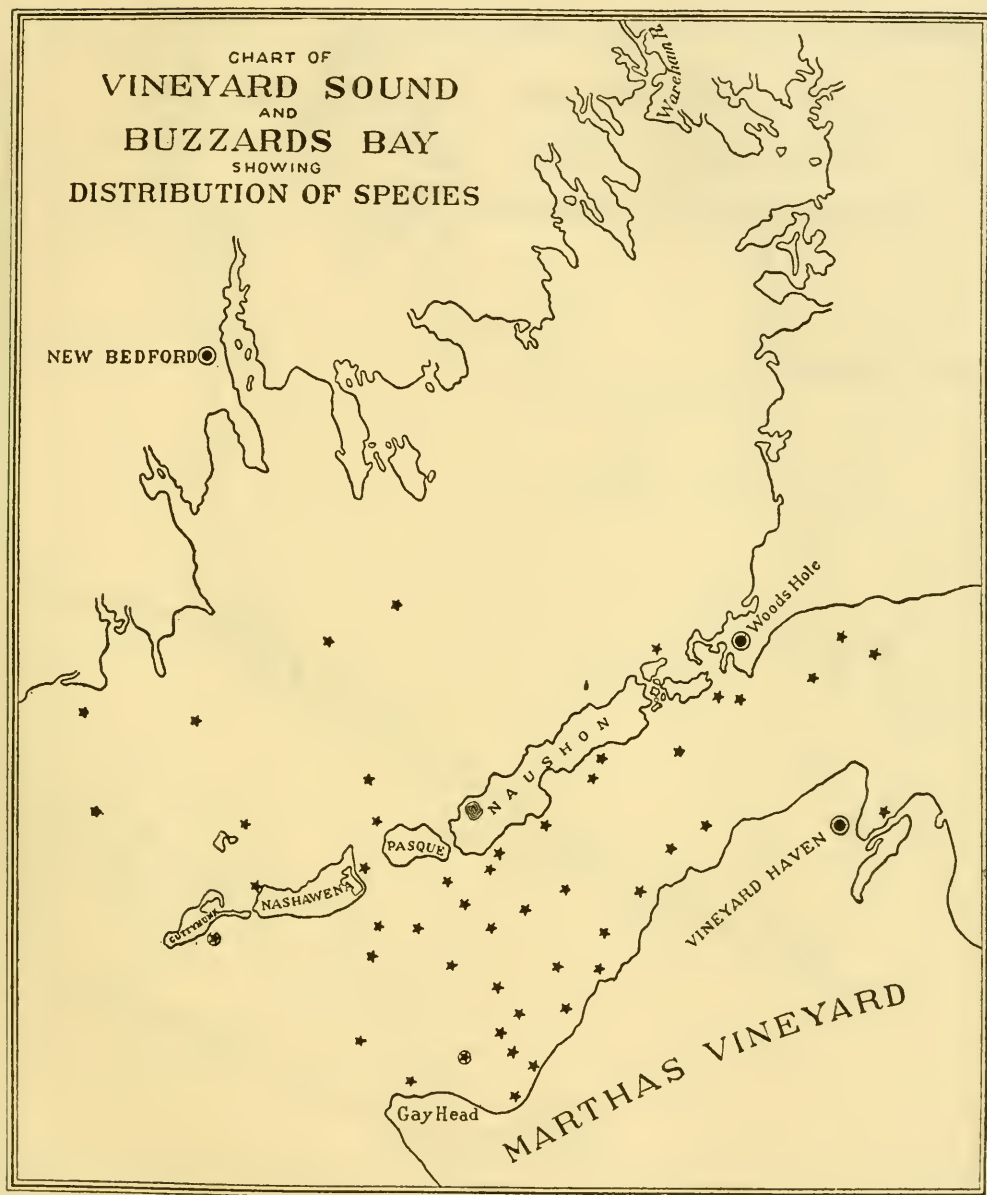 CHART OF
VINEYARD SOUND
AND
BUZZARDS BAY
SHOWING
DISTRIBUTION OF SPECIES
Wareham R.
NEW BEDFORD
Woods Hole
NAUSHON
PASQUE
NASHAWENA
CUTTYHUNK
VINEYARD HAVEN
MARTHAS VINEYARD
Gay Head